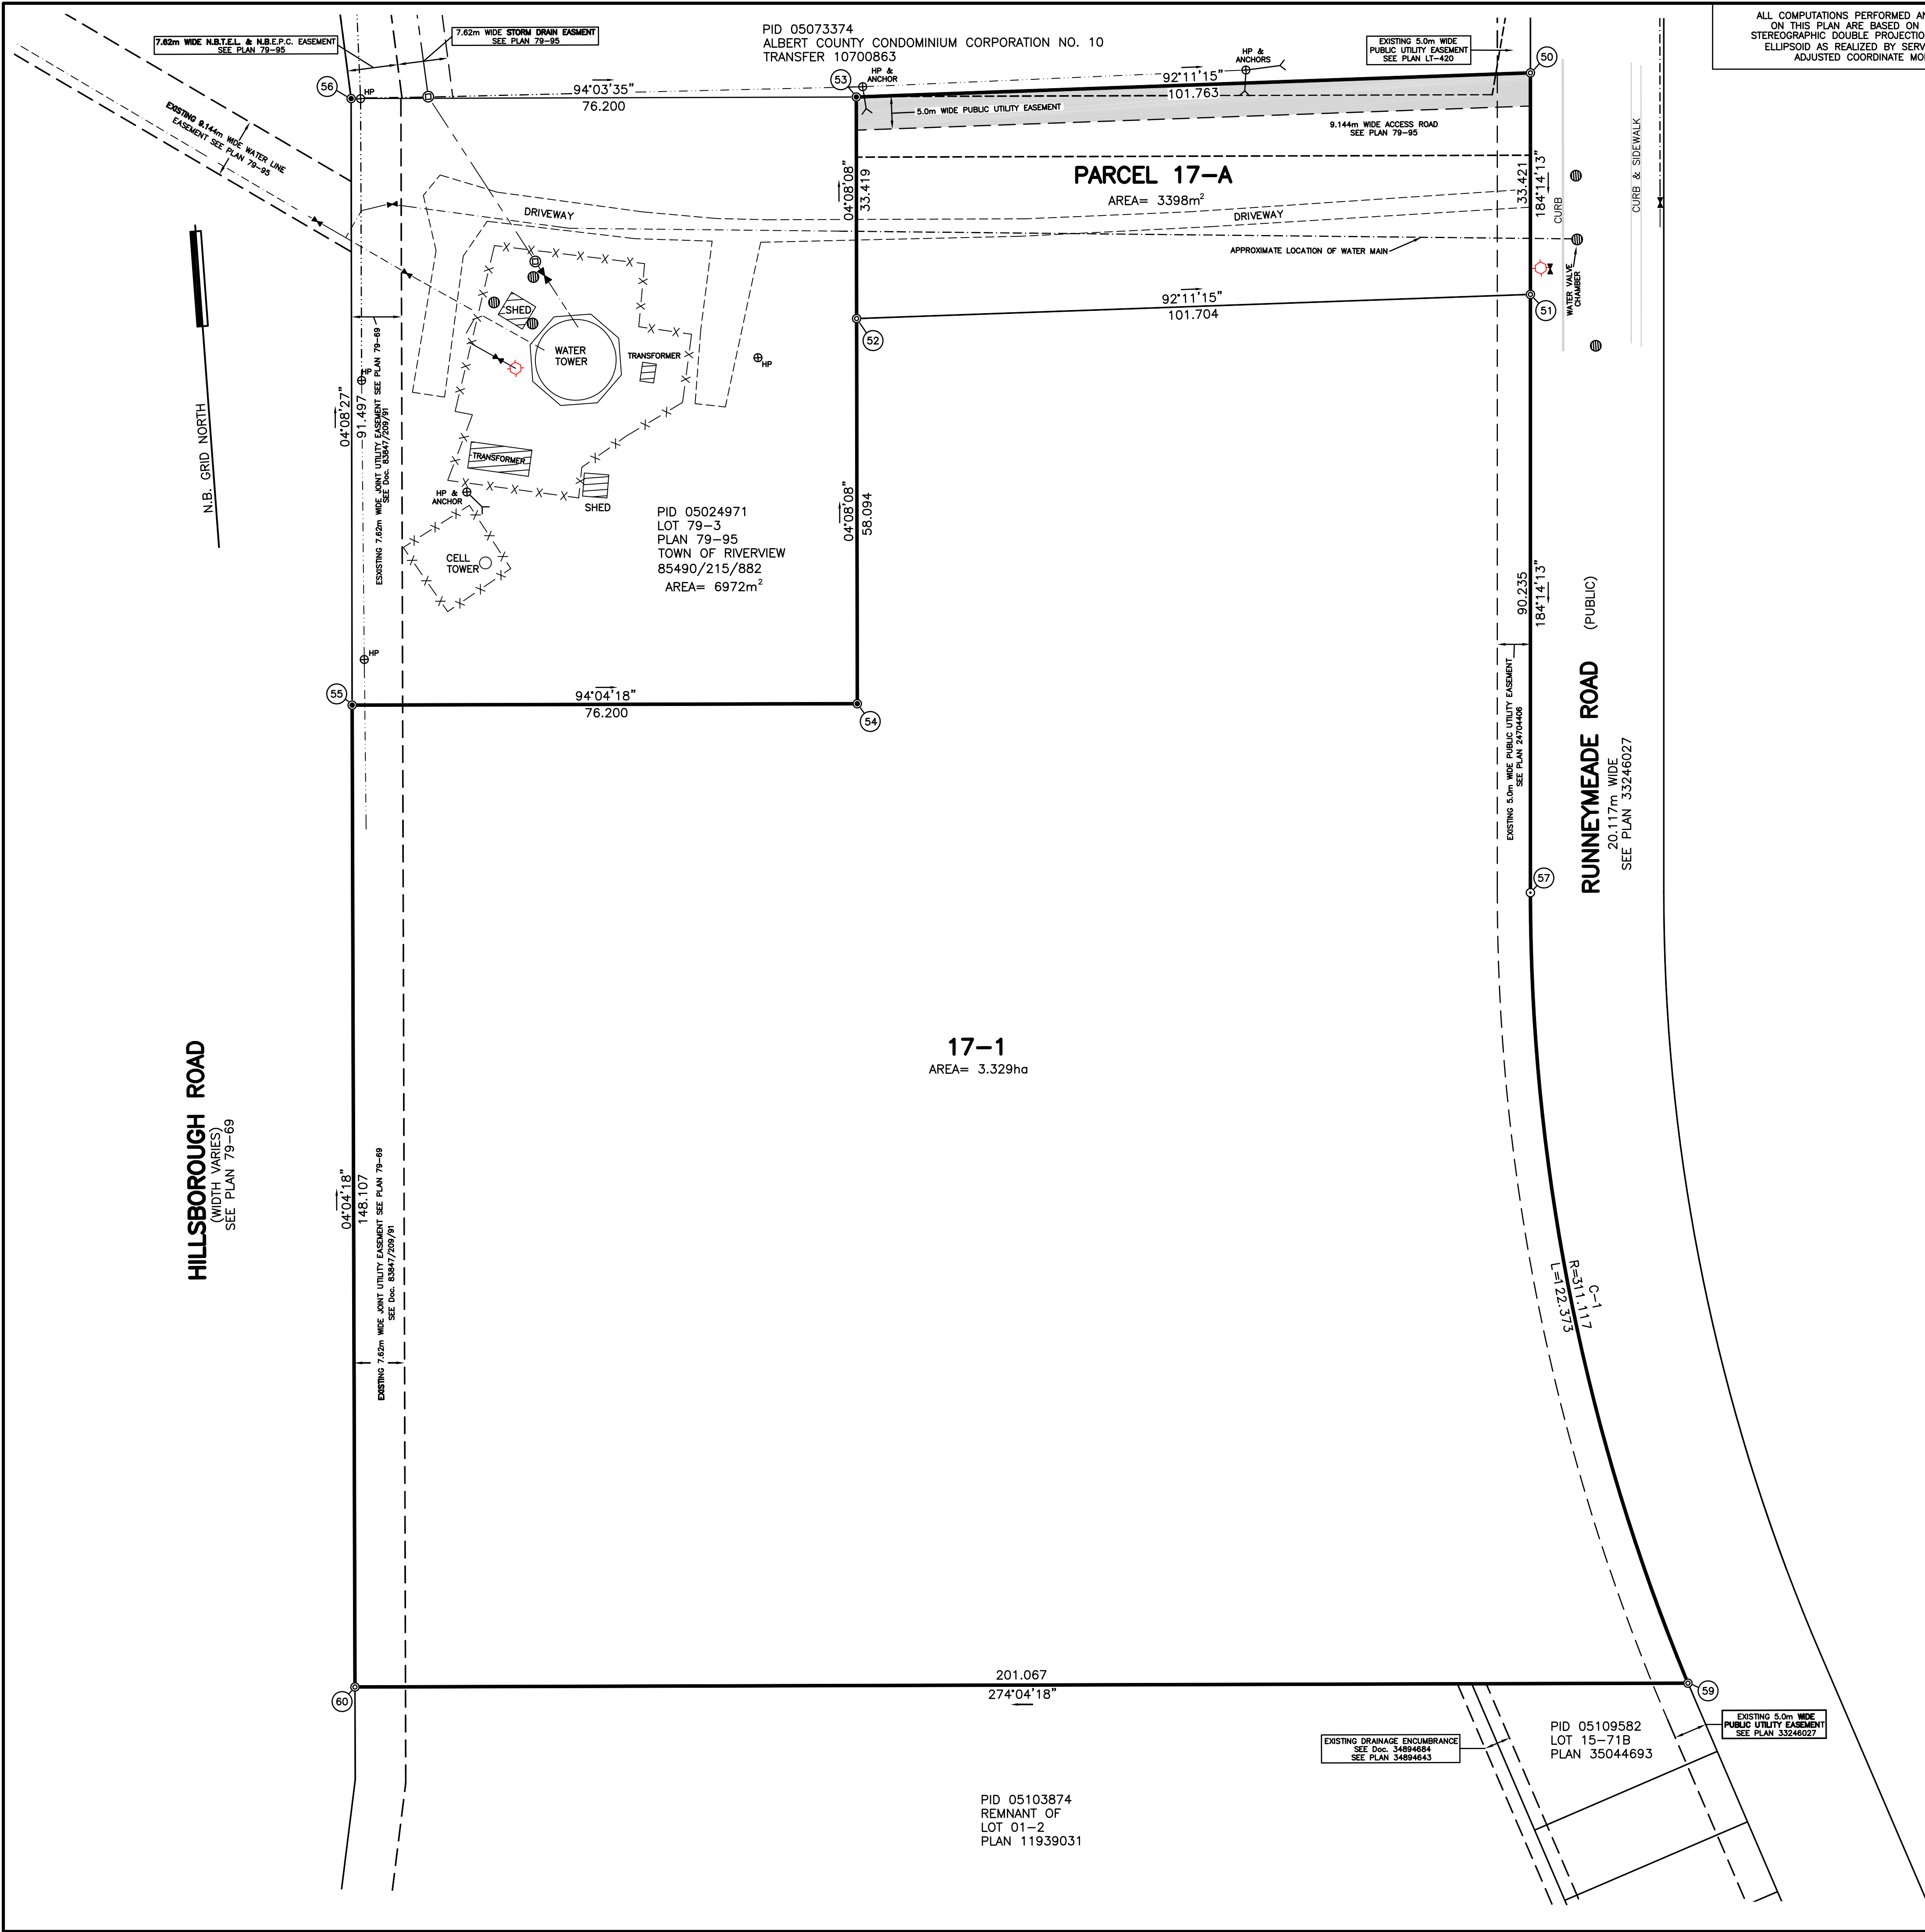 ALL COMPUTATIONS PERFORMED
ON THIS PLAN ARE BASED ON
STEREOGRAPHIC DOUBLE
ELLIPSOID AS REALIZED BY
ADJUSTED COORDINATE
7.62m WIDE N.B.T.E.L. & N.B.E.P.C. EASEMENT
SEE PLAN 79-95
7.62m WIDE STORM DRAIN EASMENT
SEE PLAN 79-95
PID 05073374
ALBERT COUNTY CONDOMINIUM CORPORATION NO. 10
TRANSFER 10700863
EXISTING 5.0m WIDE
PUBLIC UTILITY EASEMENT
SEE PLAN LT-420
HP &
ANCHORS
HP &
ANCHOR
50
53
56
HP
94°03'35"
76.200
92°11'15"
101.763
5.0m WIDE PUBLIC UTILITY EASEMENT
9.144m WIDE ACCESS ROAD
SEE PLAN 79-95
EXISTING 9.144m WIDE WATER LINE
EASEMENT SEE PLAN 79-95
PARCEL 17-A
AREA= 3398m²
04°08'08"
33.419
33.421
184°14'13"
CURB
CURB & SIDEWALK
DRIVEWAY
DRIVEWAY
APPROXIMATE LOCATION OF WATER MAIN
WATER VALVE
CHAMBER
92°11'15"
101.704
51
52
N.B. GRID NORTH
SHED
WATER
TOWER
TRANSFORMER
HP
HP
04°08'27"
91.497
ESXISTING 7.62m WIDE JOINT UTILITY EASEMENT SEE PLAN 79-69
SEE Doc. 83847/209/91
TRANSFORMER
HP &
ANCHOR
SHED
CELL
TOWER
PID 05024971
LOT 79-3
PLAN 79-95
TOWN OF RIVERVIEW
85490/215/882
AREA= 6972m²
04°08'08"
58.094
90.235
184°14'13"
HP
55
94°04'18"
76.200
54
EXISTING 5.0m WIDE PUBLIC UTILITY EASEMENT
SEE PLAN 24704406
RUNNEYMEADE ROAD (PUBLIC)
20.117m WIDE
SEE PLAN 33246027
57
17-1
AREA= 3.329ha
HILLSBOROUGH ROAD
(WIDTH VARIES)
SEE PLAN 79-69
04°04'18"
148.107
EXISTING 7.62m WIDE JOINT UTILITY EASEMENT SEE PLAN 79-69
SEE Doc. 83847/209/91
C-1
R=311.117
L=122.373
201.067
274°04'18"
60
59
EXISTING DRAINAGE ENCUMBRANCE
SEE Doc. 34894684
SEE PLAN 34894643
PID 05109582
LOT 15-71B
PLAN 35044693
EXISTING 5.0m WIDE
PUBLIC UTILITY EASEMENT
SEE PLAN 33246027
PID 05103874
REMNANT OF
LOT 01-2
PLAN 11939031